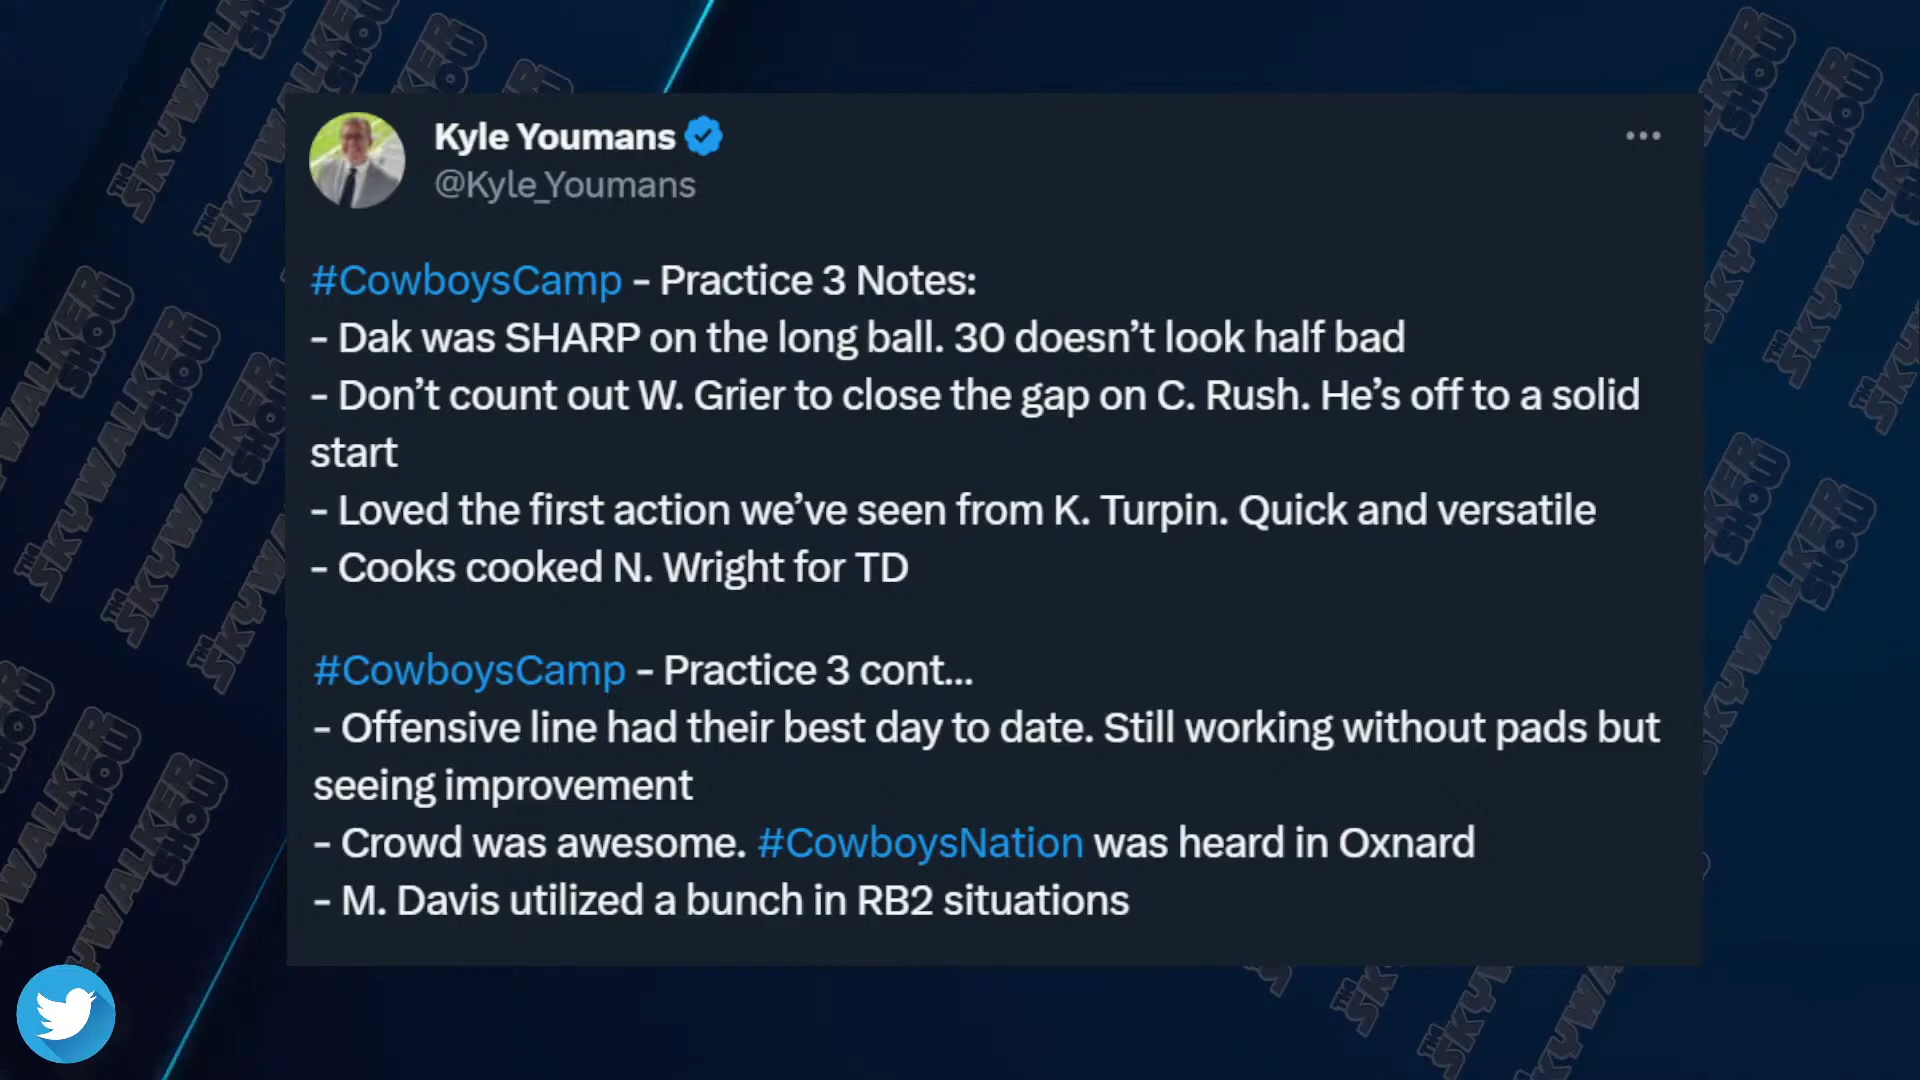 Kyle Youmans
@Kyle_Youmans
#CowboysCamp - Practice 3 Notes:
- Dak was SHARP on the long ball. 30 doesn’t look half bad
- Don’t count out W. Grier to close the gap on C. Rush. He’s off to a solid
start
- Loved the first action we’ve seen from K. Turpin. Quick and versatile
- Cooks cooked N. Wright for TD
#CowboysCamp - Practice 3 cont...
- Offensive line had their best day to date. Still working without pads but
seeing improvement
- Crowd was awesome. #CowboysNation was heard in Oxnard
- M. Davis utilized a bunch in RB2 situations
THE SKYWALKER SHOW